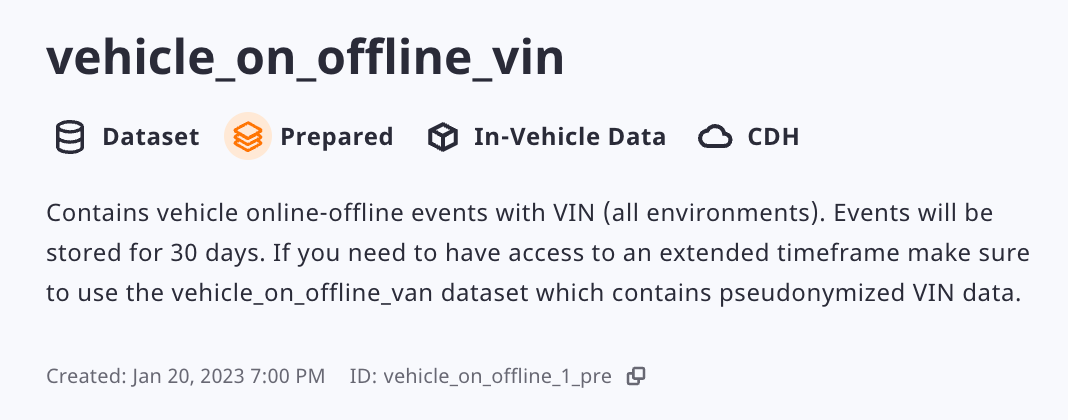 vehicle_on_offline_vin
Dataset Prepared In-Vehicle Data CDH
Contains vehicle online-offline events with VIN (all environments). Events will be
stored for 30 days. If you need to have access to an extended timeframe make sure
to use the vehicle_on_offline_van dataset which contains pseudonymized VIN data.
Created: Jan 20, 2023 7:00 PM ID: vehicle_on_offline_1_pre